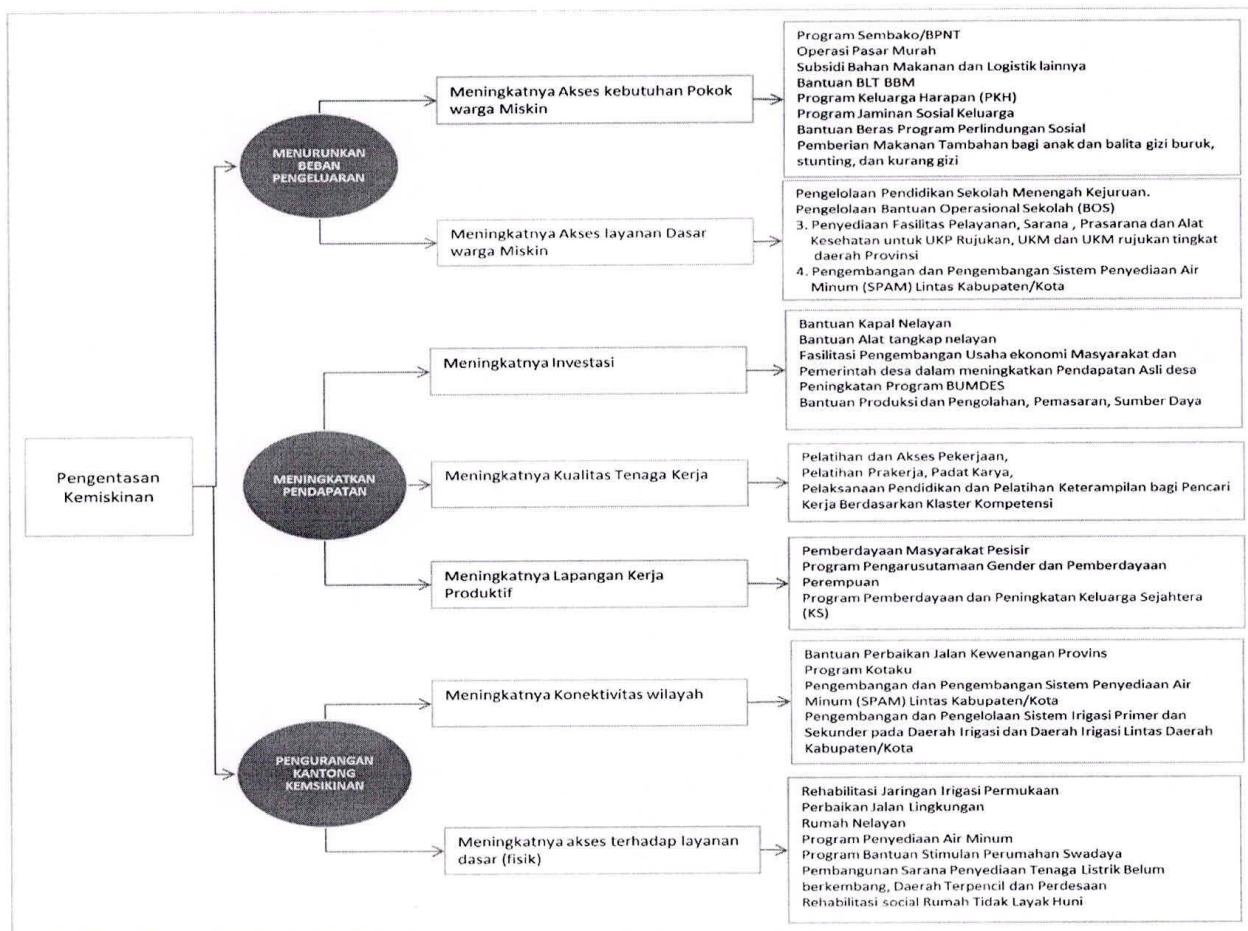 Pengentasan
Kemiskinan
MENURUNKAN
BEBAN
PENGELUARAN
Meningkatnya Akses kebutuhan Pokok
warga Miskin
Program Sembako/BPNT
Operasi Pasar Murah
Subsidi Bahan Makanan dan Logistik lainnya
Bantuan BLT BBM
Program Keluarga Harapan (PKH)
Program Jaminan Sosial Keluarga
Bantuan Beras Program Perlindungan Sosial
Pemberian Makanan Tambahan bagi anak dan balita gizi buruk,
stunting, dan kurang gizi
Meningkatnya Akses layanan Dasar
warga Miskin
Pengelolaan Pendidikan Sekolah Menengah Kejuruan.
Pengelolaan Bantuan Operasional Sekolah (BOS)
3. Penyediaan Fasilitas Pelayanan, Sarana , Prasarana dan Alat
Kesehatan untuk UKP Rujukan, UKM dan UKM rujukan tingkat
daerah Provinsi
4. Pengembangan dan Pengembangan Sistem Penyediaan Air
Minum (SPAM) Lintas Kabupaten/Kota
MENINGKATKAN
PENDAPATAN
Meningkatnya Investasi
Bantuan Kapal Nelayan
Bantuan Alat tangkap nelayan
Fasilitasi Pengembangan Usaha ekonomi Masyarakat dan
Pemerintah desa dalam meningkatkan Pendapatan Asli desa
Peningkatan Program BUMDES
Bantuan Produksi dan Pengolahan, Pemasaran, Sumber Daya
Meningkatnya Kualitas Tenaga Kerja
Pelatihan dan Akses Pekerjaan,
Pelatihan Prakerja, Padat Karya,
Pelaksanaan Pendidikan dan Pelatihan Keterampilan bagi Pencari
Kerja Berdasarkan Klaster Kompetensi
Meningkatnya Lapangan Kerja
Produktif
Pemberdayaan Masyarakat Pesisir
Program Pengarusutamaan Gender dan Pemberdayaan
Perempuan
Program Pemberdayaan dan Peningkatan Keluarga Sejahtera
(KS)
PENGURANGAN
KANTONG
KEMSIKINAN
Meningkatnya Konektivitas wilayah
Bantuan Perbaikan Jalan Kewenangan Provins
Program Kotaku
Pengembangan dan Pengembangan Sistem Penyediaan Air
Minum (SPAM) Lintas Kabupaten/Kota
Pengembangan dan Pengelolaan Sistem Irigasi Primer dan
Sekunder pada Daerah Irigasi dan Daerah Irigasi Lintas Daerah
Kabupaten/Kota
Meningkatnya akses terhadap layanan
dasar (fisik)
Rehabilitasi Jaringan Irigasi Permukaan
Perbaikan Jalan Lingkungan
Rumah Nelayan
Program Penyediaan Air Minum
Program Bantuan Stimulan Perumahan Swadaya
Pembangunan Sarana Penyediaan Tenaga Listrik Belum
berkembang, Daerah Terpencil dan Perdesaan
Rehabilitasi social Rumah Tidak Layak Huni